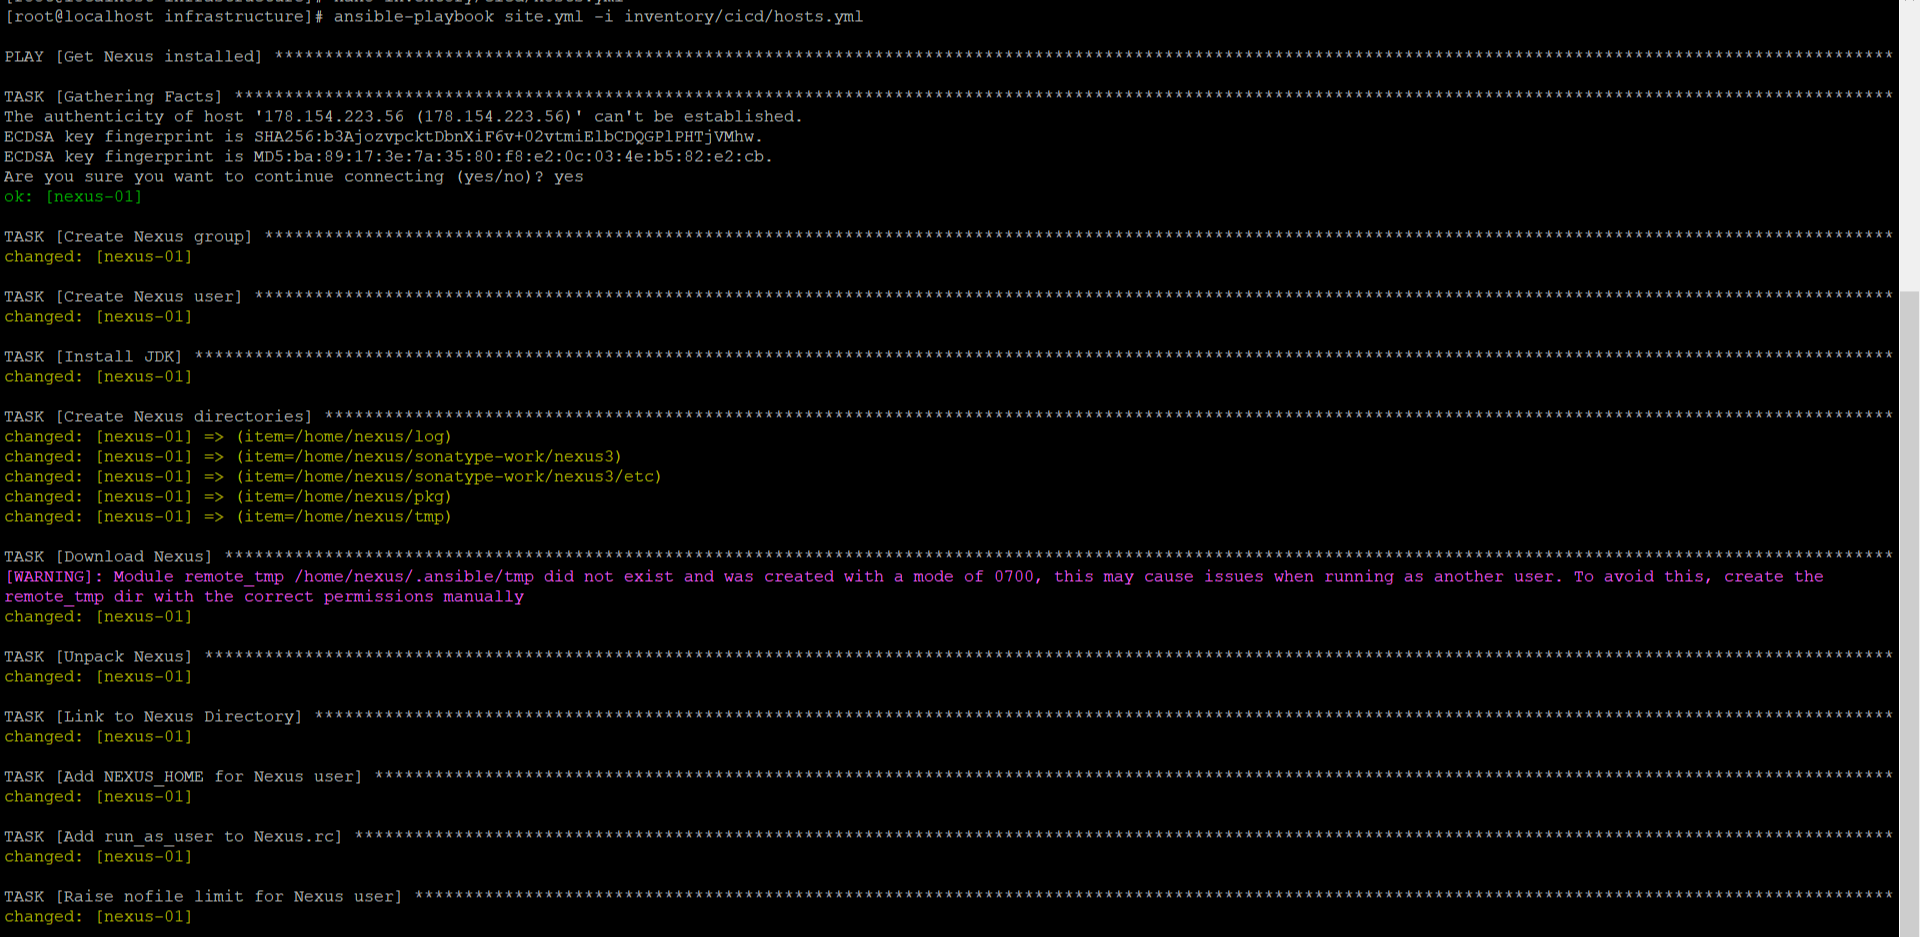 [root@localhost infrastructure]# ansible-playbook site.yml -i inventory/cicd/hosts.yml
PLAY [Get Nexus installed] ******************************************************************************************************************************************************************
TASK [Gathering Facts] **********************************************************************************************************************************************************************
The authenticity of host '178.154.223.56 (178.154.223.56)' can't be established.
ECDSA key fingerprint is SHA256:b3AjozvpcktDbnXiF6v+02vtmiElbCDQGPlPHTjVMhw.
ECDSA key fingerprint is MD5:ba:89:17:3e:7a:35:80:f8:e2:0c:03:4e:b5:82:e2:cb.
Are you sure you want to continue connecting (yes/no)? yes
ok: [nexus-01]
TASK [Create Nexus group] *******************************************************************************************************************************************************************
changed: [nexus-01]
TASK [Create Nexus user] ********************************************************************************************************************************************************************
changed: [nexus-01]
TASK [Install JDK] **************************************************************************************************************************************************************************
changed: [nexus-01]
TASK [Create Nexus directories] *************************************************************************************************************************************************************
changed: [nexus-01] => (item=/home/nexus/log)
changed: [nexus-01] => (item=/home/nexus/sonatype-work/nexus3)
changed: [nexus-01] => (item=/home/nexus/sonatype-work/nexus3/etc)
changed: [nexus-01] => (item=/home/nexus/pkg)
changed: [nexus-01] => (item=/home/nexus/tmp)
TASK [Download Nexus] ***********************************************************************************************************************************************************************
[WARNING]: Module remote_tmp /home/nexus/.ansible/tmp did not exist and was created with a mode of 0700, this may cause issues when running as another user. To avoid this, create the
remote_tmp dir with the correct permissions manually
changed: [nexus-01]
TASK [Unpack Nexus] *************************************************************************************************************************************************************************
changed: [nexus-01]
TASK [Link to Nexus Directory] **************************************************************************************************************************************************************
changed: [nexus-01]
TASK [Add NEXUS_HOME for Nexus user] ********************************************************************************************************************************************************
changed: [nexus-01]
TASK [Add run_as_user to Nexus.rc] **********************************************************************************************************************************************************
changed: [nexus-01]
TASK [Raise nofile limit for Nexus user] ****************************************************************************************************************************************************
changed: [nexus-01]